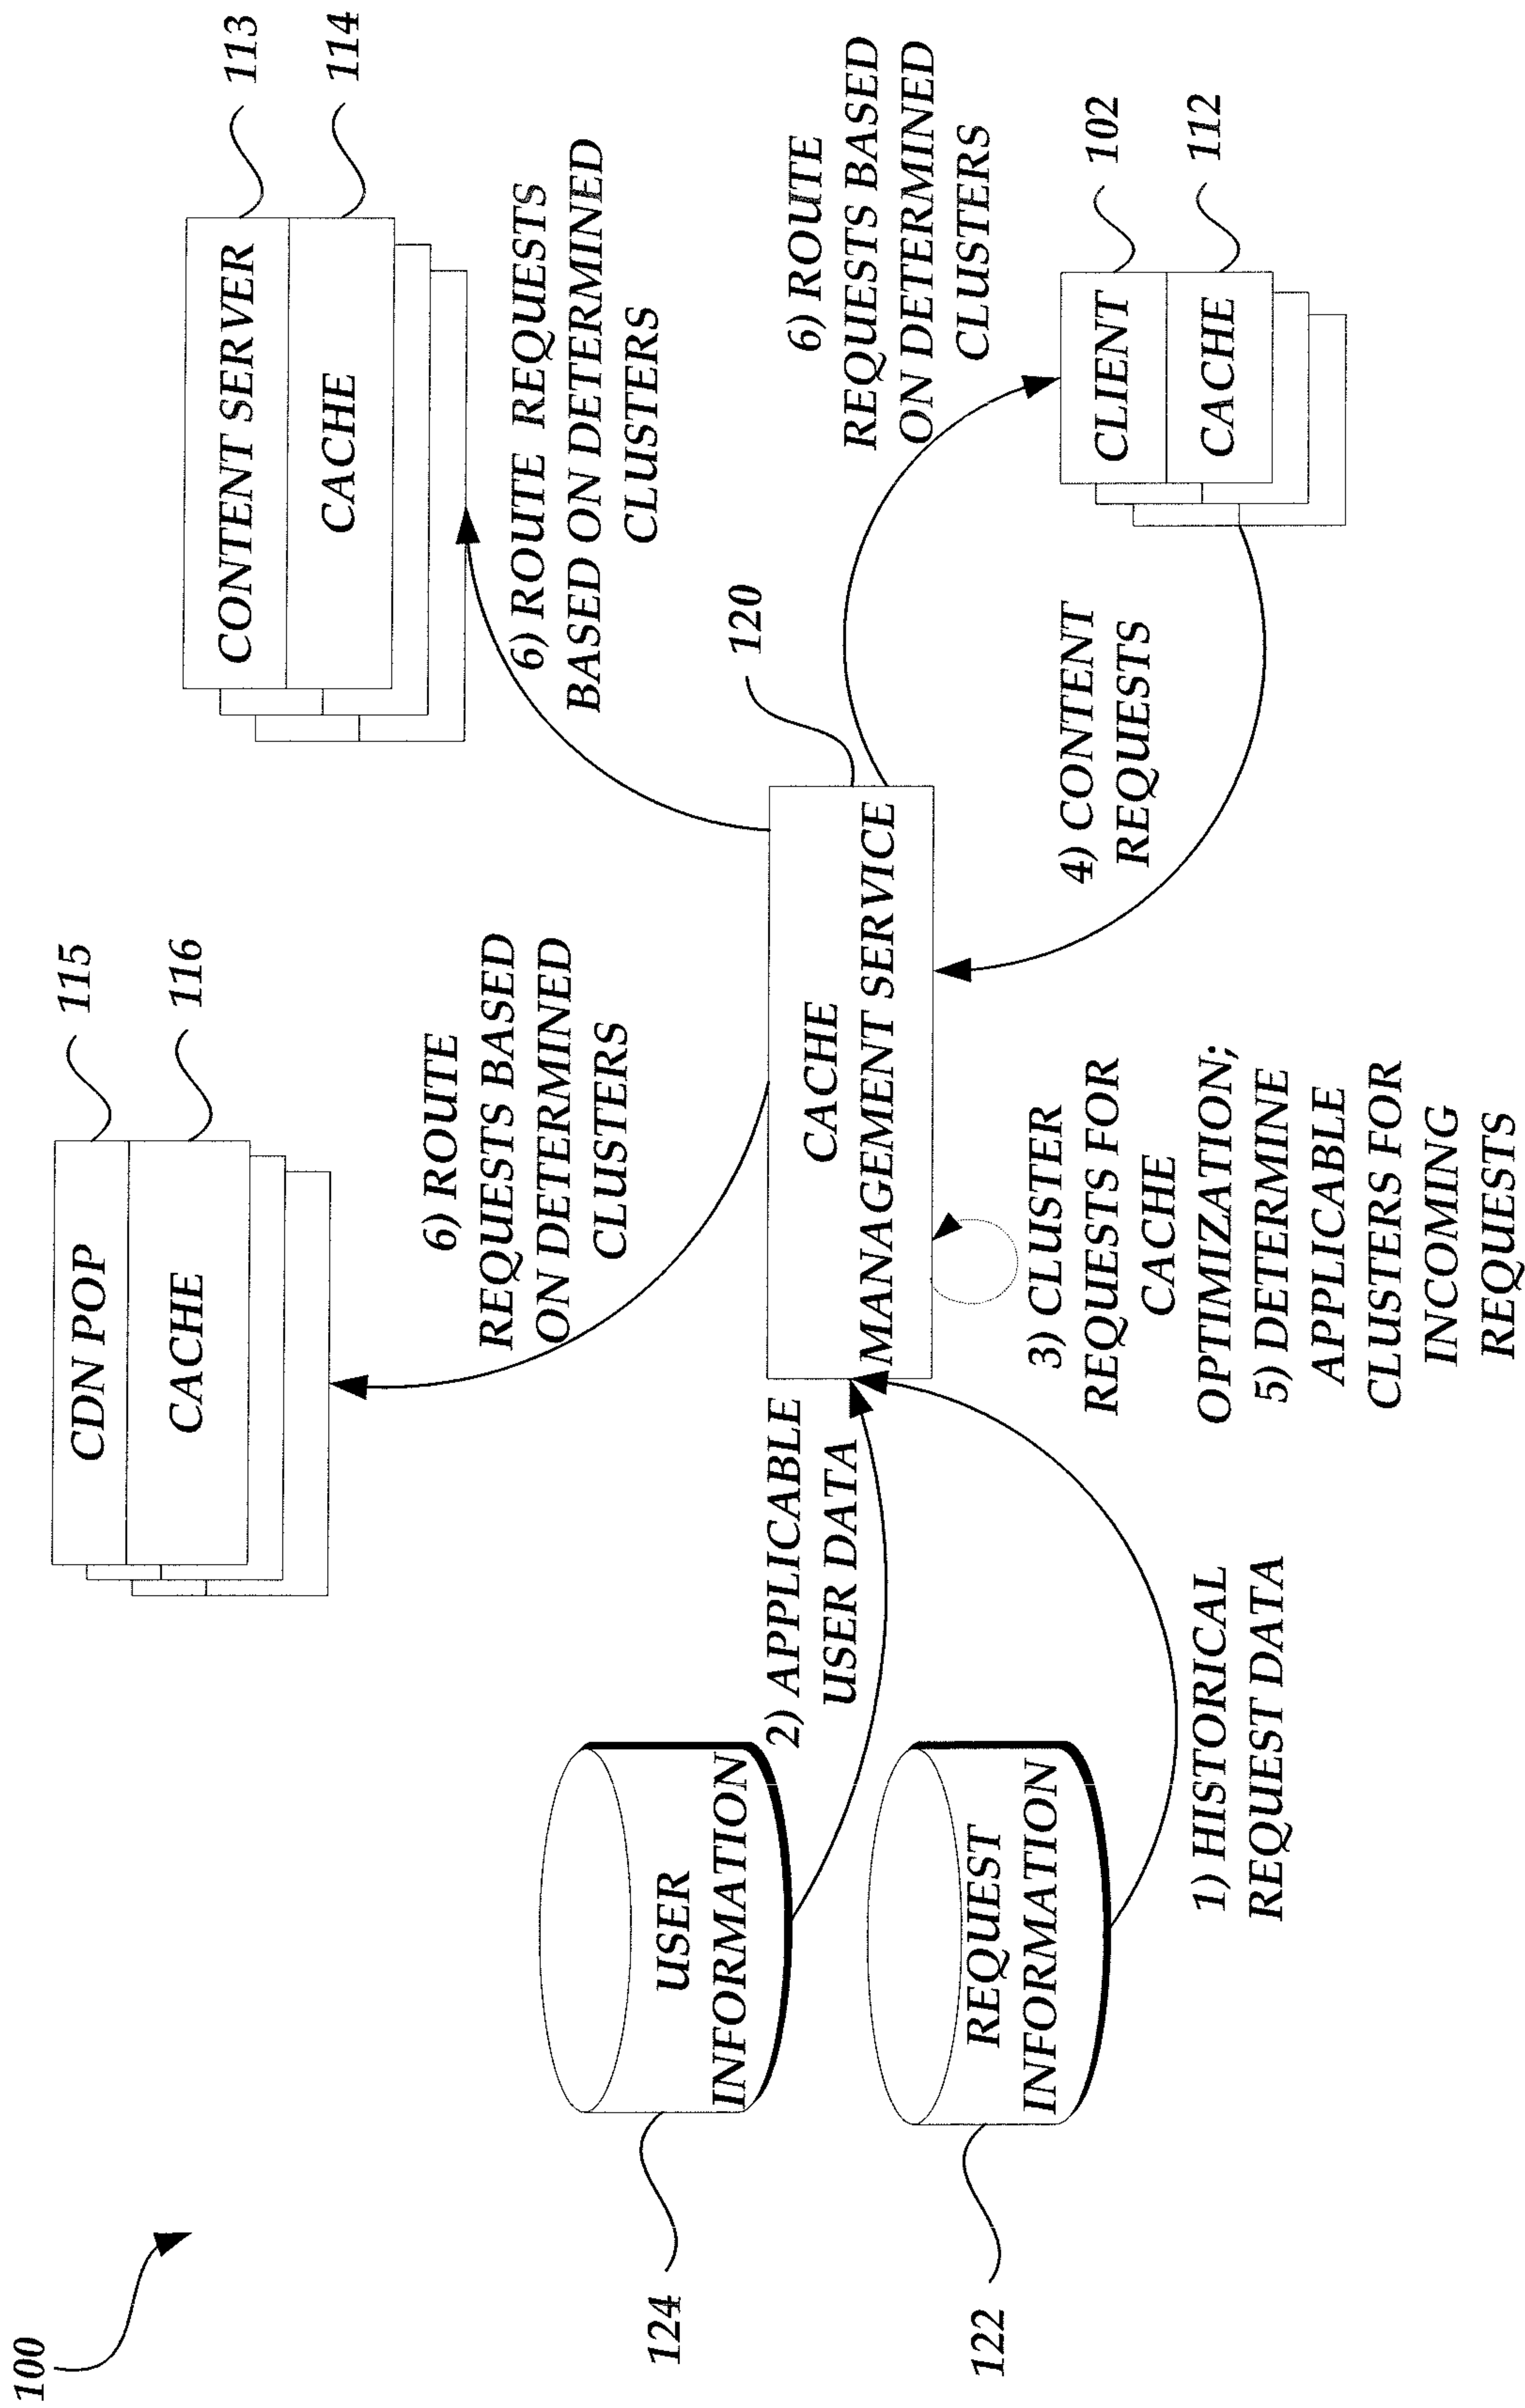 100
115
CDN POP
CACHE
116
113
CONTENT SERVER
CACHE
114
6) ROUTE
REQUESTS BASED
ON DETERMINED
CLUSTERS
6) ROUTE REQUESTS
BASED ON DETERMINED
CLUSTERS
124
USER
INFORMATION
2) APPLICABLE
USER DATA
CACHE
MANAGEMENT SERVICE
120
6) ROUTE
REQUESTS BASED
ON DETERMINED
CLUSTERS
122
REQUEST
INFORMATION
1) HISTORICAL
REQUEST DATA
3) CLUSTER
REQUESTS FOR
CACHE
OPTIMIZATION;
5) DETERMINE
APPLICABLE
CLUSTERS FOR
INCOMING
REQUESTS
4) CONTENT
REQUESTS
CLIENT
102
CACHE
112